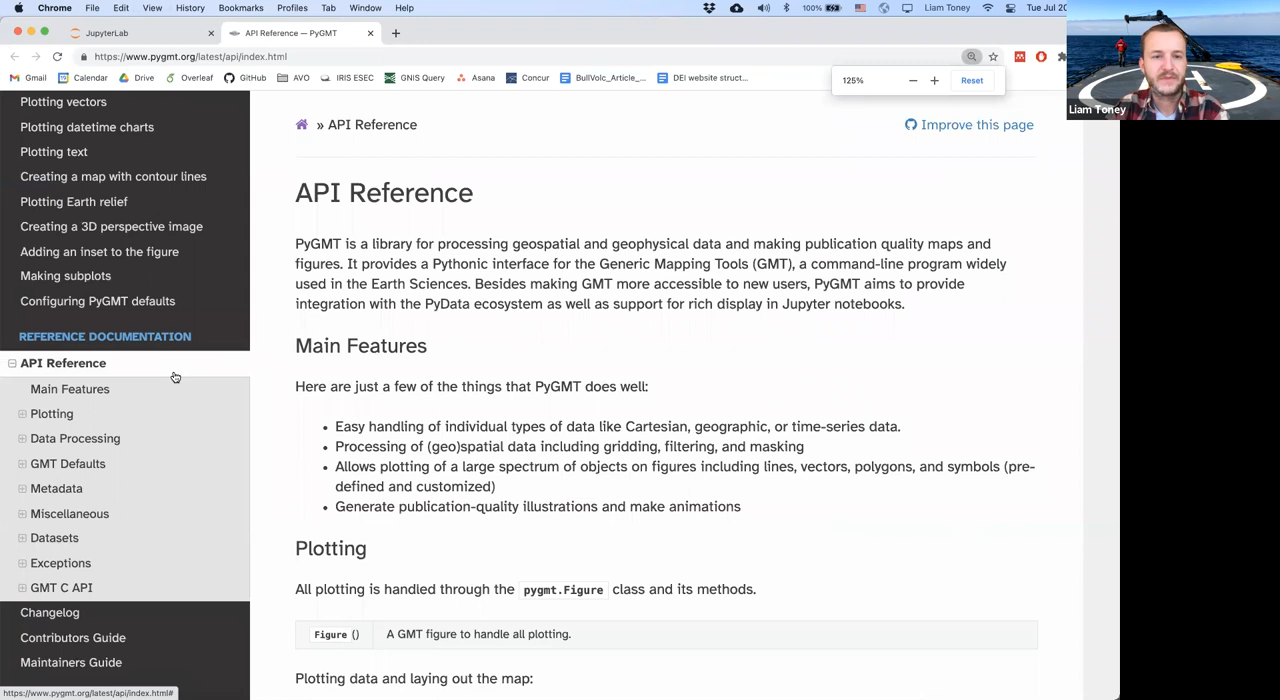 Chrome File Edit View History Bookmarks Profiles Tab Window Help 100% Liam Toney Tue Jul 20
JupyterLab × API Reference — PyGMT × +
https://www.pygmt.org/latest/api/index.html
Gmail Calendar Drive Overleaf GitHub AVO IRIS ESEC GNIS Query Asana Concur BullVolc_Article_... DEI website struct...
125% − + Reset
Liam Toney
Plotting vectors
Plotting datetime charts
Plotting text
Creating a map with contour lines
Plotting Earth relief
Creating a 3D perspective image
Adding an inset to the figure
Making subplots
Configuring PyGMT defaults
REFERENCE DOCUMENTATION
API Reference
Main Features
Plotting
Data Processing
GMT Defaults
Metadata
Miscellaneous
Datasets
Exceptions
GMT C API
Changelog
Contributors Guide
Maintainers Guide
https://www.pygmt.org/latest/api/index.html#
» API Reference
Improve this page
API Reference
PyGMT is a library for processing geospatial and geophysical data and making publication quality maps and
figures. It provides a Pythonic interface for the Generic Mapping Tools (GMT), a command-line program widely
used in the Earth Sciences. Besides making GMT more accessible to new users, PyGMT aims to provide
integration with the PyData ecosystem as well as support for rich display in Jupyter notebooks.
Main Features
Here are just a few of the things that PyGMT does well:
• Easy handling of individual types of data like Cartesian, geographic, or time-series data.
• Processing of (geo)spatial data including gridding, filtering, and masking
• Allows plotting of a large spectrum of objects on figures including lines, vectors, polygons, and symbols (pre-
defined and customized)
• Generate publication-quality illustrations and make animations
Plotting
All plotting is handled through the pygmt.Figure class and its methods.
Figure () A GMT figure to handle all plotting.
Plotting data and laying out the map: